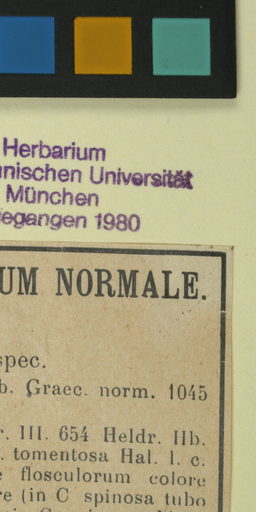 Herbarium
nischen Universität
München
egangen 1980
UM NORMALE.
spec.
b. Graec. norm. 1045
r. III. 654 Heldr. Hb.
. tomentosa Hal. l. c.
e flosculorum colore
re (in C spinosa tubo